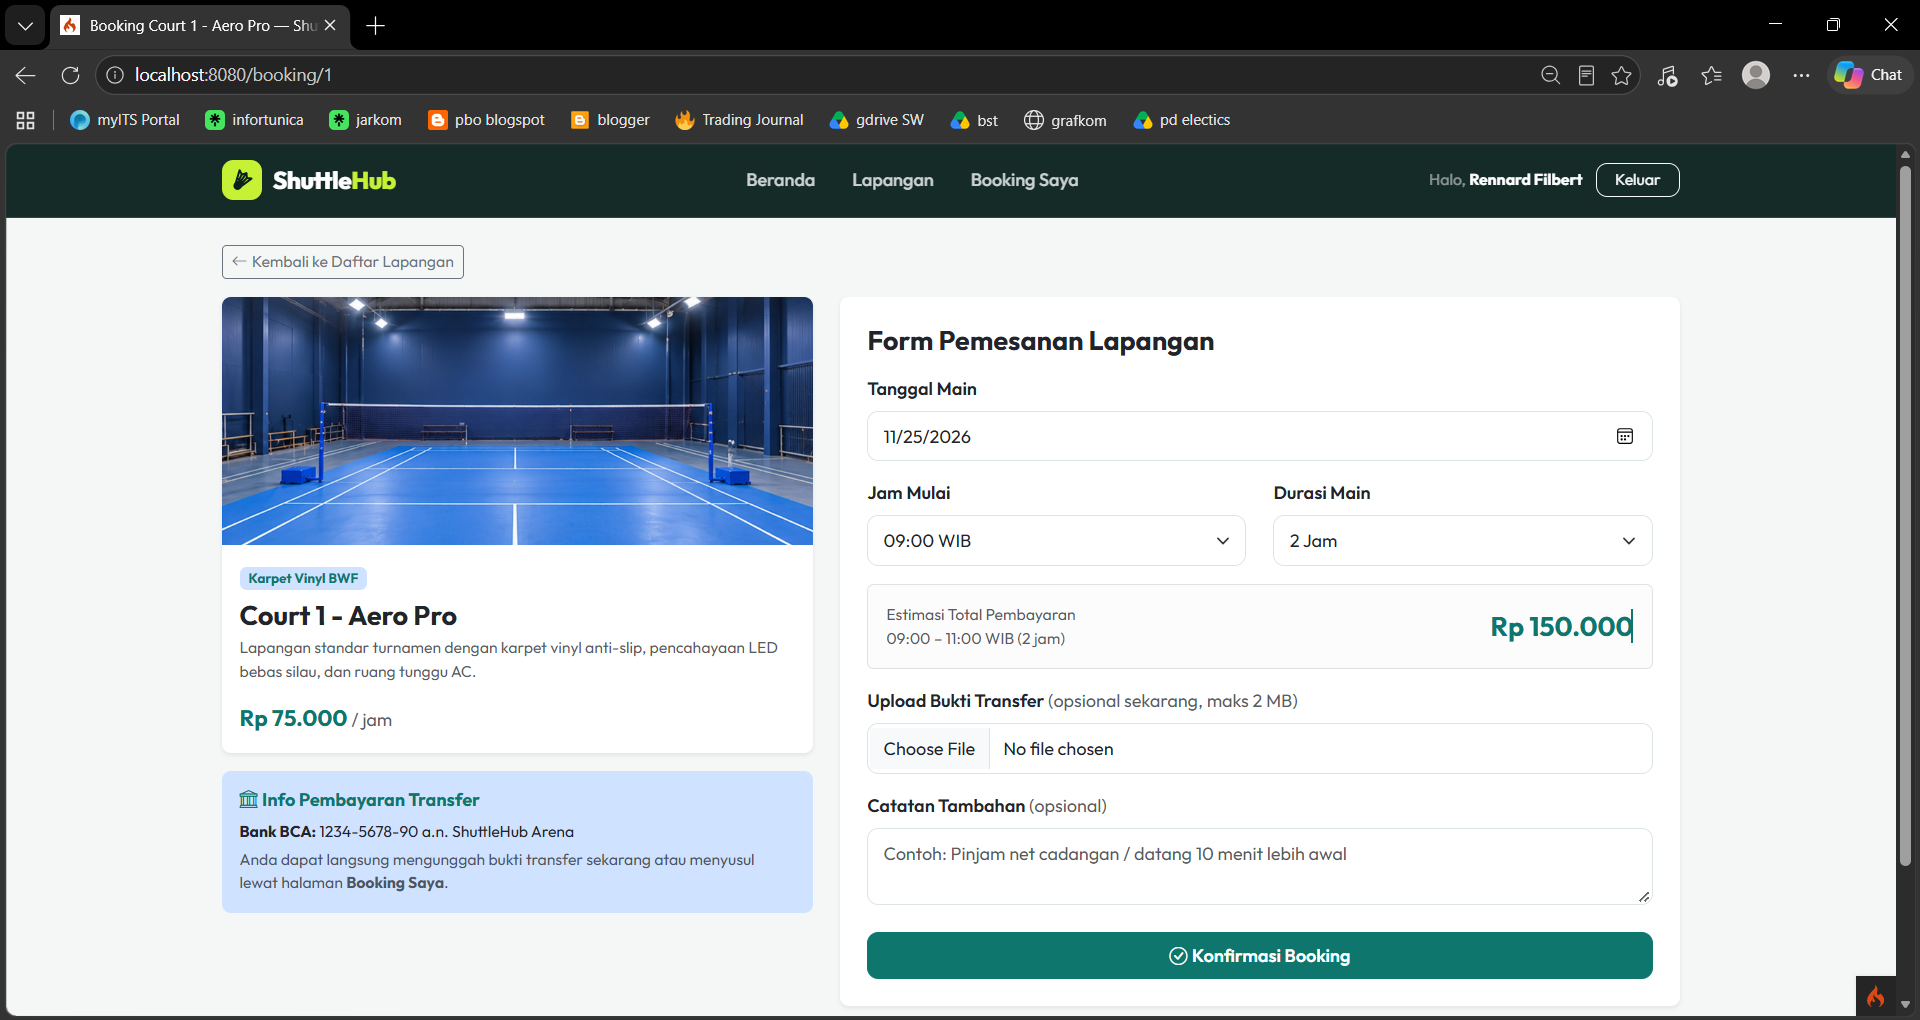 Booking Court 1 - Aero Pro — Shu
localhost:8080/booking/1
Chat
myITS Portal
infortunica
jarkom
pbo blogspot
blogger
Trading Journal
gdrive SW
bst
grafkom
pd electics
ShuttleHub
Beranda
Lapangan
Booking Saya
Halo, Rennard Filbert
Keluar
← Kembali ke Daftar Lapangan
Karpet Vinyl BWF
Court 1 - Aero Pro
Lapangan standar turnamen dengan karpet vinyl anti-slip, pencahayaan LED
bebas silau, dan ruang tunggu AC.
Rp 75.000 / jam
Info Pembayaran Transfer
Bank BCA: 1234-5678-90 a.n. ShuttleHub Arena
Anda dapat langsung mengunggah bukti transfer sekarang atau menyusul
lewat halaman Booking Saya.
Form Pemesanan Lapangan
Tanggal Main
11/25/2026
Jam Mulai
Durasi Main
09:00 WIB
2 Jam
Estimasi Total Pembayaran
09:00 – 11:00 WIB (2 jam)
Rp 150.000
Upload Bukti Transfer (opsional sekarang, maks 2 MB)
Choose File
No file chosen
Catatan Tambahan (opsional)
Contoh: Pinjam net cadangan / datang 10 menit lebih awal
Konfirmasi Booking